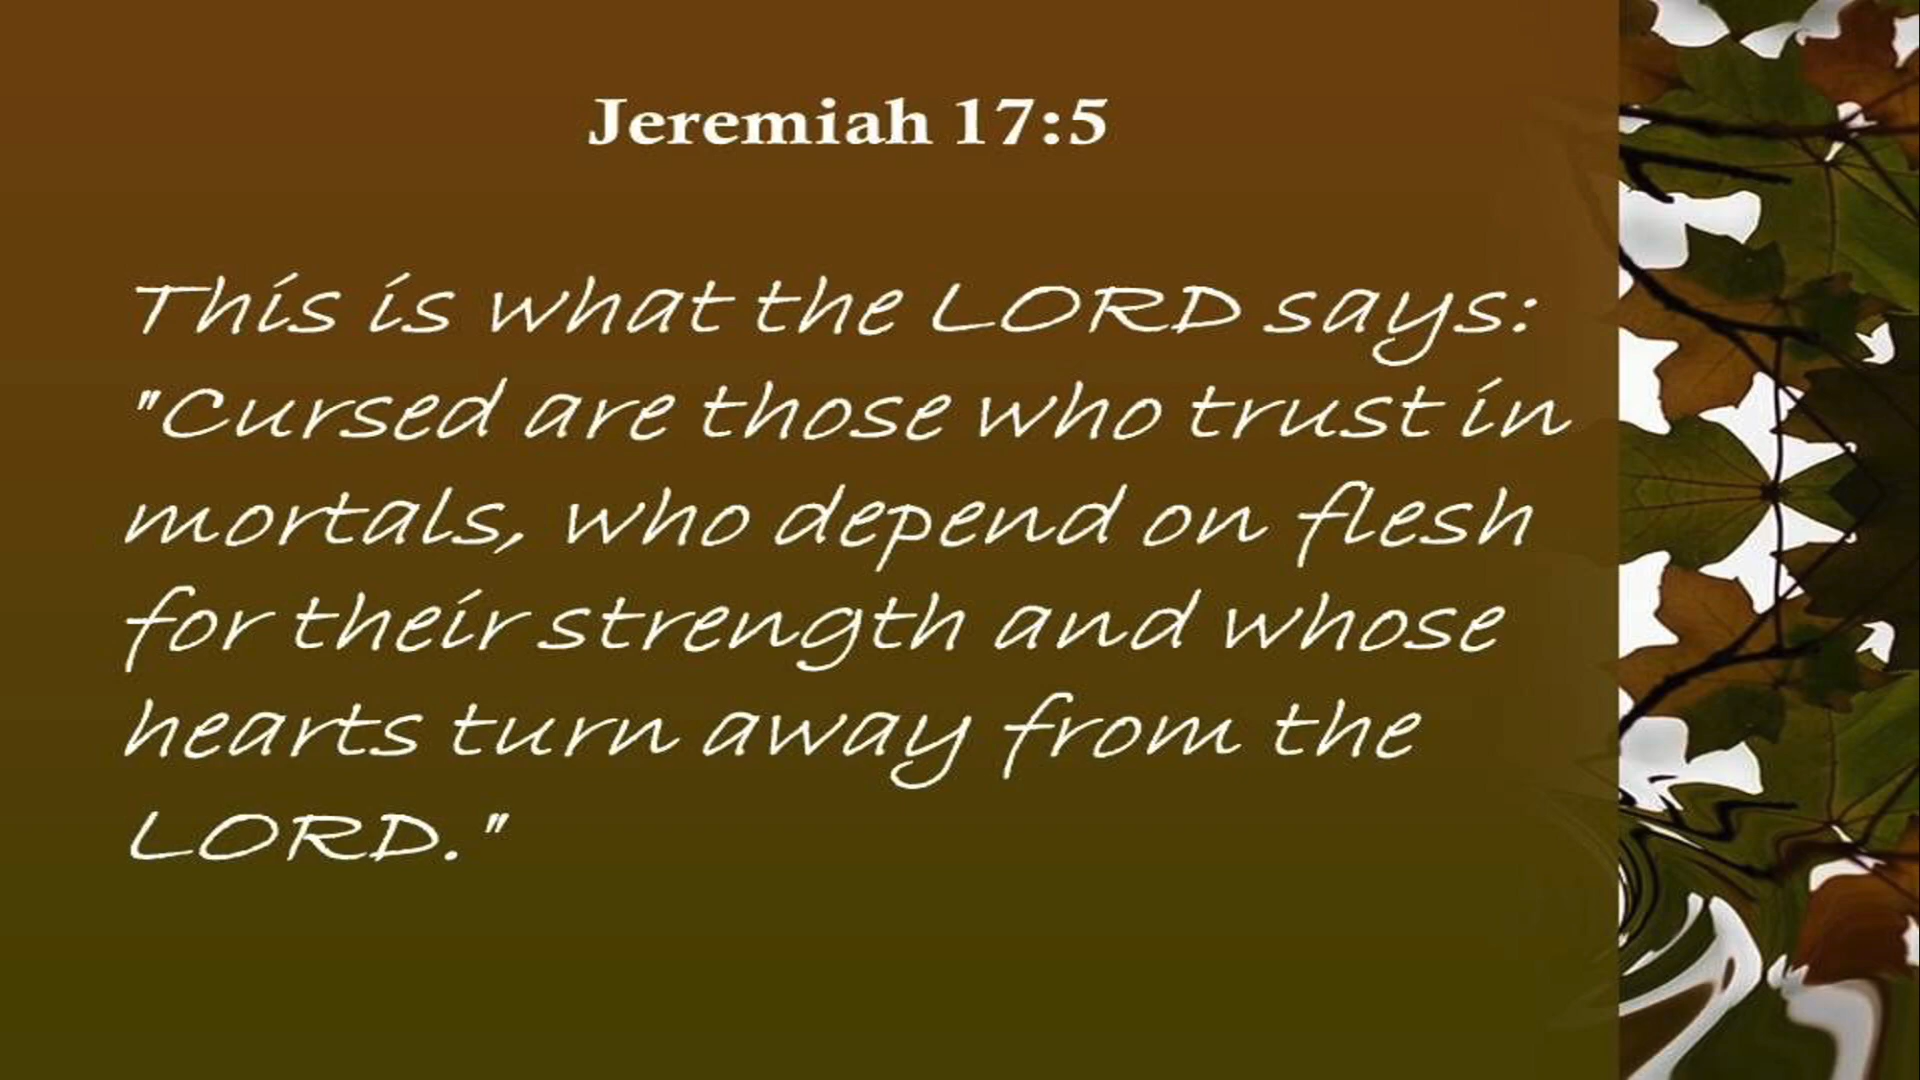 Jeremiah 17:5
This is what the LORD says:
"Cursed are those who trust in
mortals, who depend on flesh
for their strength and whose
hearts turn away from the
LORD."